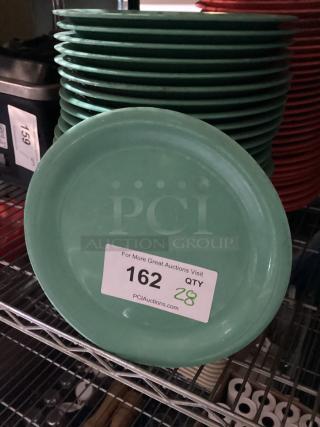 159
PCI
AUCTION GROUP
For More Great Auctions Visit
162 QTY
28
PCIAuctions.com